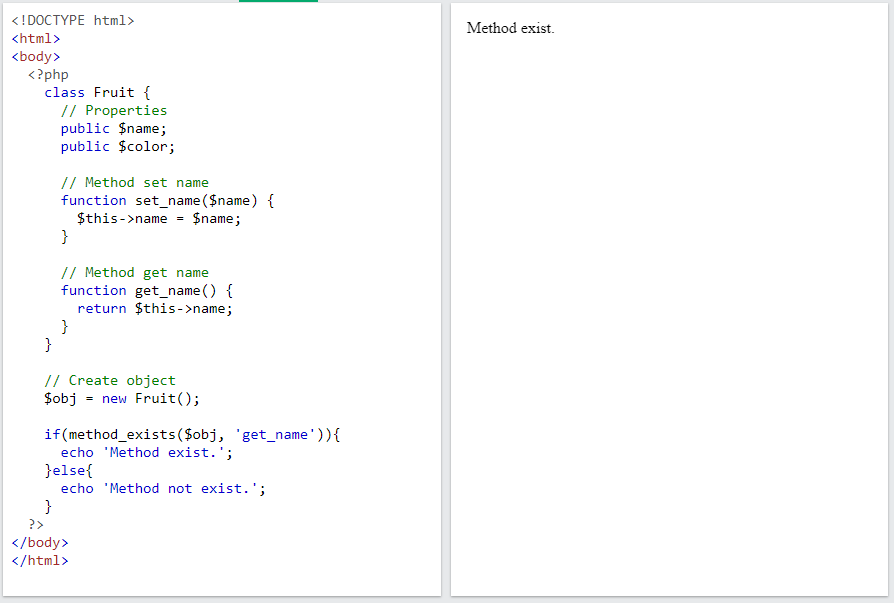 <!DOCTYPE html>
<html>
<body>
  <?php
    class Fruit {
      // Properties
      public $name;
      public $color;

      // Method set name
      function set_name($name) {
        $this->name = $name;
      }

      // Method get name
      function get_name() {
        return $this->name;
      }
    }

    // Create object
    $obj = new Fruit();

    if(method_exists($obj, 'get_name')){
      echo 'Method exist.';
    }else{
      echo 'Method not exist.';
    }
  ?>
</body>
</html>
Method exist.